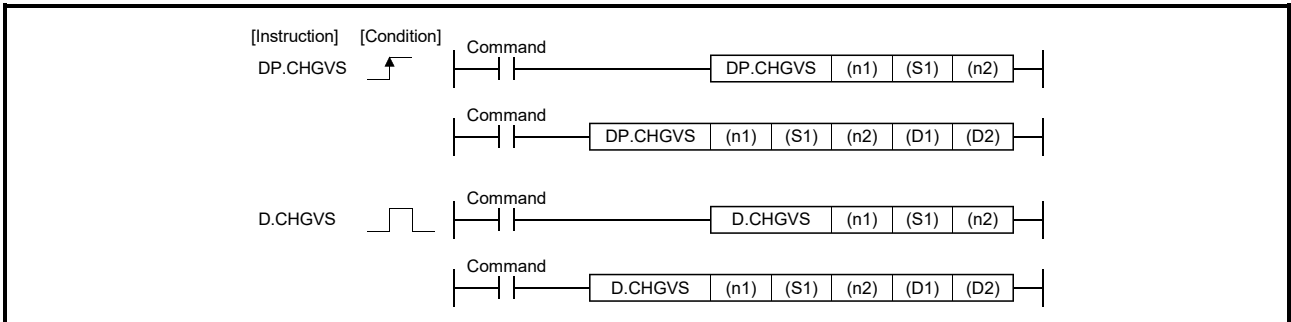 [Instruction] [Condition]
Command
DP.CHGVS DP.CHGVS (n1) (S1) (n2)
Command
DP.CHGVS (n1) (S1) (n2) (D1) (D2)
Command
D.CHGVS D.CHGVS (n1) (S1) (n2)
Command
D.CHGVS (n1) (S1) (n2) (D1) (D2)